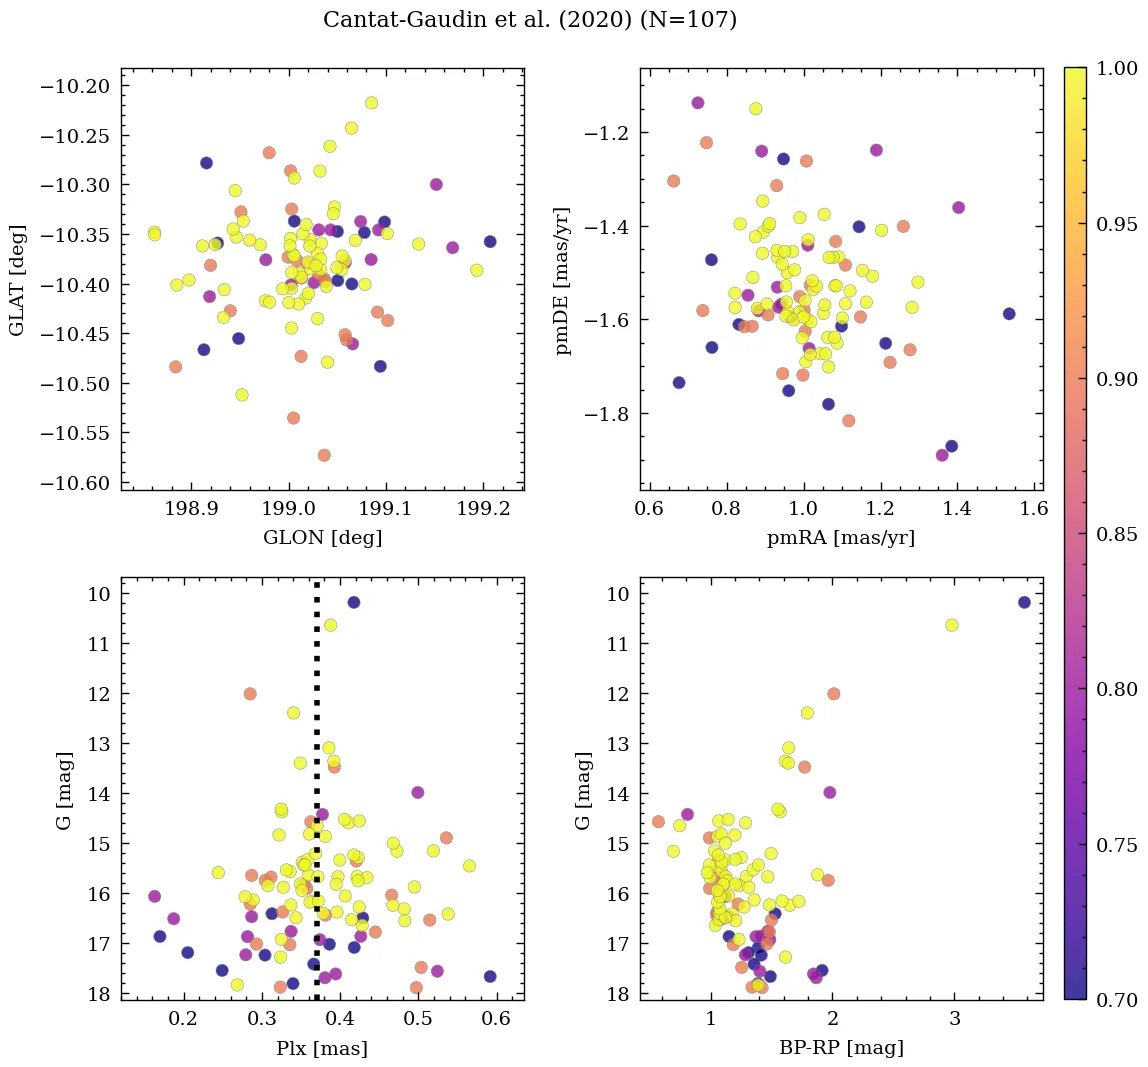 Cantat-Gaudin et al. (2020) (N=107)
−10.20
−10.25
−10.30
−10.35
−10.40
−10.45
−10.50
−10.55
−10.60
GLAT [deg]
198.9 199.0 199.1 199.2
GLON [deg]
−1.2
−1.4
−1.6
−1.8
pmDE [mas/yr]
0.6 0.8 1.0 1.2 1.4 1.6
pmRA [mas/yr]
10
11
12
13
14
15
16
17
18
G [mag]
0.2 0.3 0.4 0.5 0.6
Plx [mas]
10
11
12
13
14
15
16
17
18
G [mag]
1 2 3
BP-RP [mag]
1.00
0.95
0.90
0.85
0.80
0.75
0.70